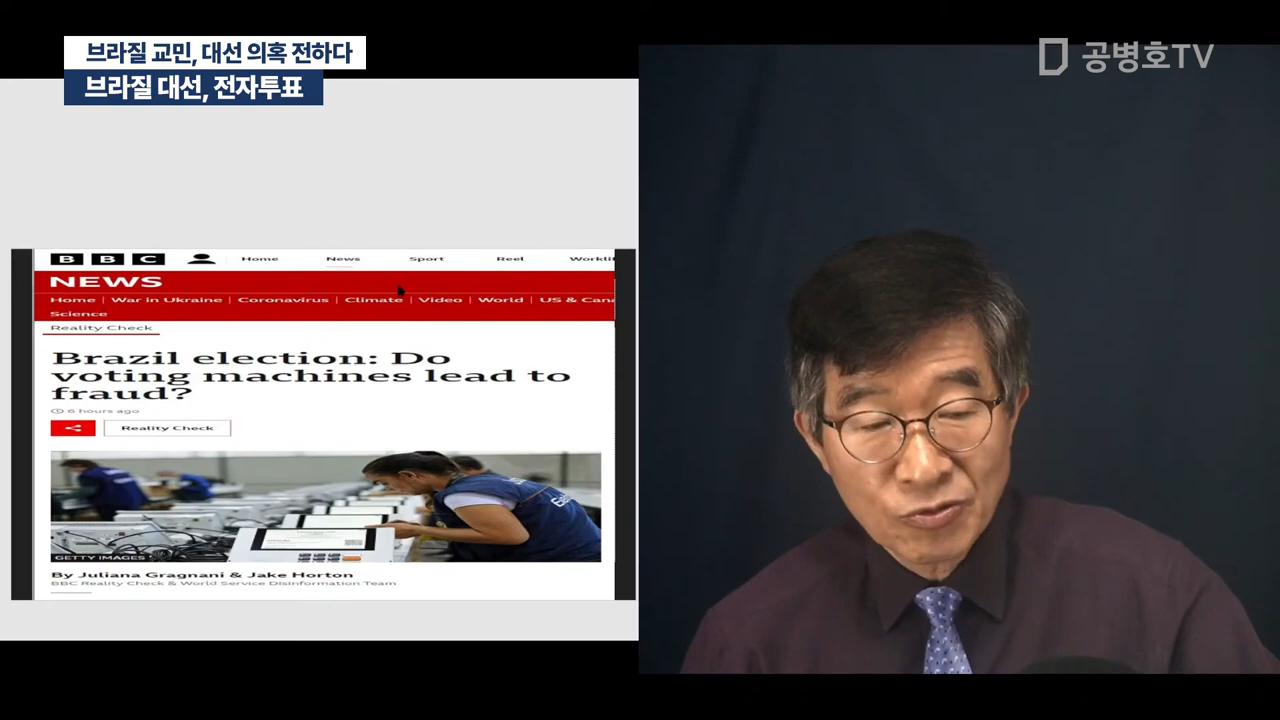 브라질 교민, 대선 의혹 전하다
브라질 대선, 전자투표
공병호TV
BBC Home News Sport Reel Workli
NEWS
Home | War in Ukraine | Coronavirus | Climate | Video | World | US & Cana
Science
Reality Check
Brazil election: Do
voting machines lead to
fraud?
6 hours ago
Reality Check
GETTY IMAGES
By Juliana Gragnani & Jake Horton
BBC Reality Check & World Service Disinformation Team